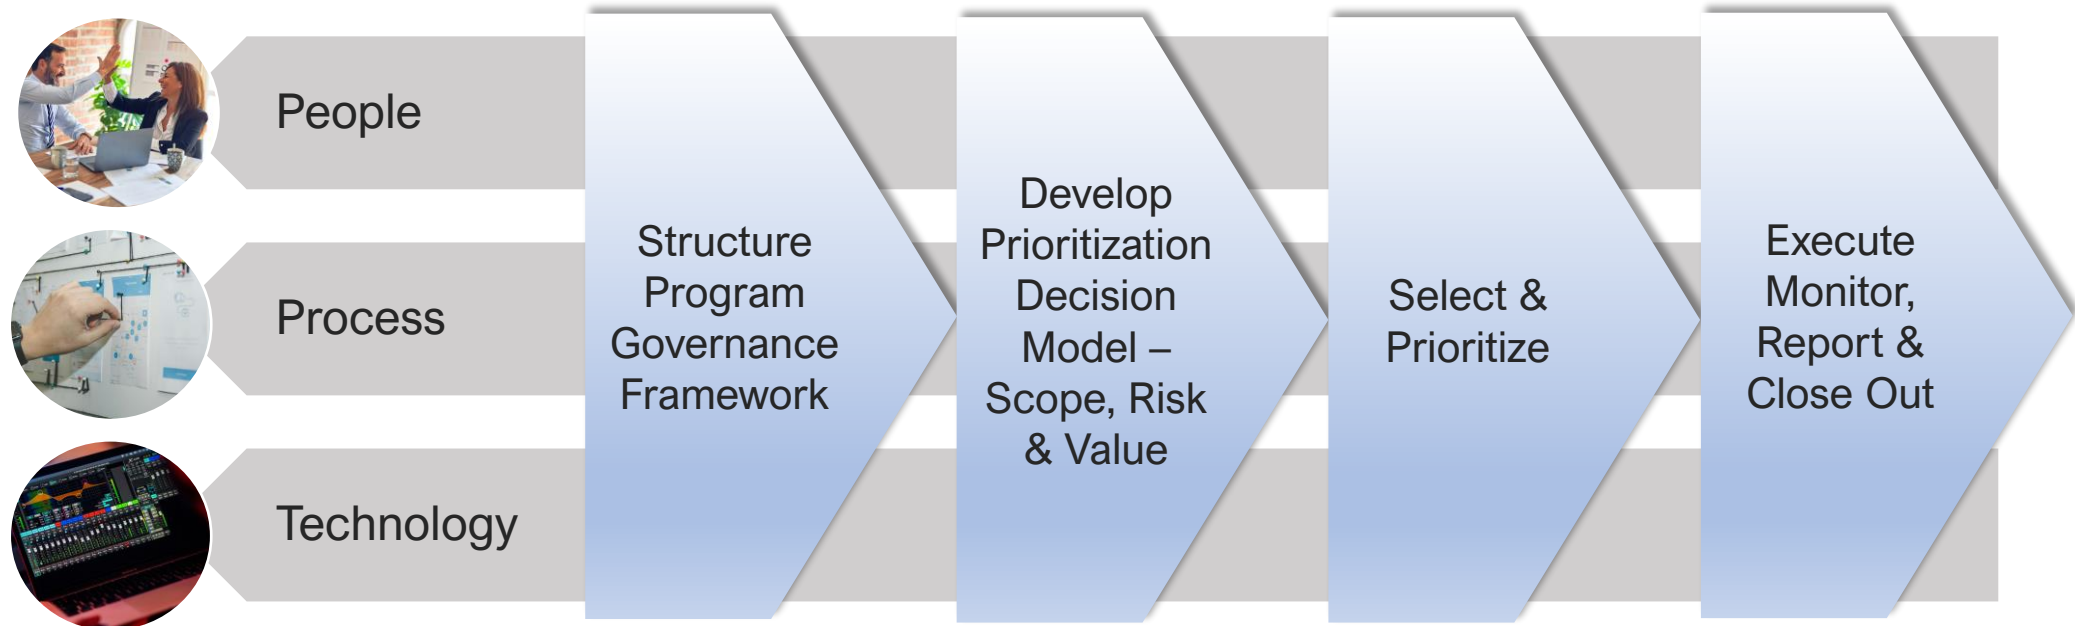 People
Process
Technology
Structure
Program
Governance
Framework
Develop
Prioritization
Decision
Model –
Scope, Risk
& Value
Select &
Prioritize
Execute
Monitor,
Report &
Close Out